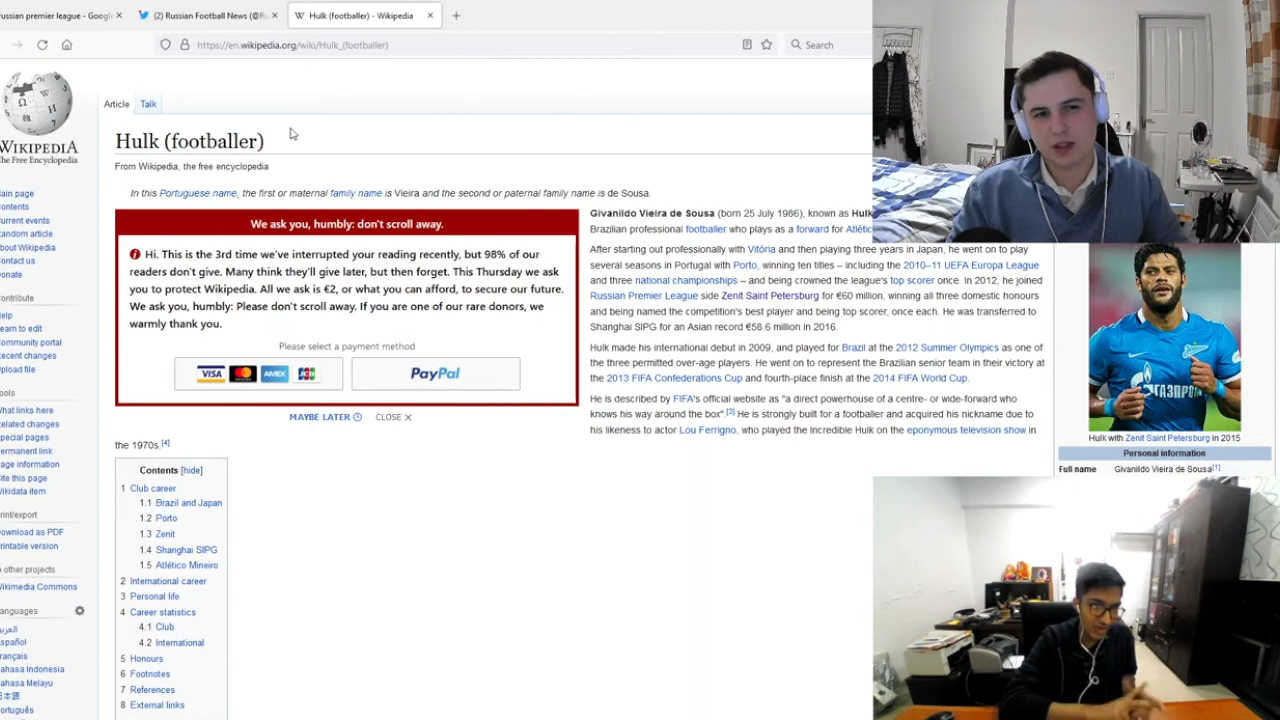 russian premier league - Google
(2) Russian Football News (@Ru
Hulk (footballer) - Wikipedia
https://en.wikipedia.org/wiki/Hulk_(footballer)
Search
WIKIPEDIA
The Free Encyclopedia
Article
Talk
Hulk (footballer)
From Wikipedia, the free encyclopedia
In this Portuguese name, the first or maternal family name is Vieira and the second or paternal family name is de Sousa.
Main page
Contents
Current events
Random article
About Wikipedia
Contact us
Donate
Contribute
Help
Learn to edit
Community portal
Recent changes
Upload file
Tools
What links here
Related changes
Special pages
Permanent link
Page information
Cite this page
Wikidata item
Print/export
Download as PDF
Printable version
In other projects
Wikimedia Commons
Languages
العربية
Español
Français
Bahasa Indonesia
Bahasa Melayu
日本語
Português
We ask you, humbly: don't scroll away.
Hi. This is the 3rd time we've interrupted your reading recently, but 98% of our
readers don't give. Many think they'll give later, but then forget. This Thursday we ask
you to protect Wikipedia. All we ask is €2, or what you can afford, to secure our future.
We ask you, humbly: Please don't scroll away. If you are one of our rare donors, we
warmly thank you.
Please select a payment method
VISA AMEX JCB
PayPal
MAYBE LATER
CLOSE
Givanildo Vieira de Sousa (born 25 July 1986), known as Hulk
Brazilian professional footballer who plays as a forward for Atlétic
After starting out professionally with Vitória and then playing three years in Japan, he went on to play
several seasons in Portugal with Porto, winning ten titles – including the 2010–11 UEFA Europa League
and three national championships – and being crowned the league's top scorer once. In 2012, he joined
Russian Premier League side Zenit Saint Petersburg for €60 million, winning all three domestic honours
and being named the competition's best player and being top scorer, once each. He was transferred to
Shanghai SIPG for an Asian record €58.6 million in 2016.
Hulk made his international debut in 2009, and played for Brazil at the 2012 Summer Olympics as one of
the three permitted over-age players. He went on to represent the Brazilian senior team in their victory at
the 2013 FIFA Confederations Cup and fourth-place finish at the 2014 FIFA World Cup.
He is described by FIFA's official website as "a direct powerhouse of a centre- or wide-forward who
knows his way around the box".[3] He is strongly built for a footballer and acquired his nickname due to
his likeness to actor Lou Ferrigno, who played the Incredible Hulk on the eponymous television show in
the 1970s.[4]
Contents [hide]
1 Club career
1.1 Brazil and Japan
1.2 Porto
1.3 Zenit
1.4 Shanghai SIPG
1.5 Atlético Mineiro
2 International career
3 Personal life
4 Career statistics
4.1 Club
4.2 International
5 Honours
6 Footnotes
7 References
8 External links
ГАЗПРОМ
Hulk with Zenit Saint Petersburg in 2015
Personal information
Full name Givanildo Vieira de Sousa[1]